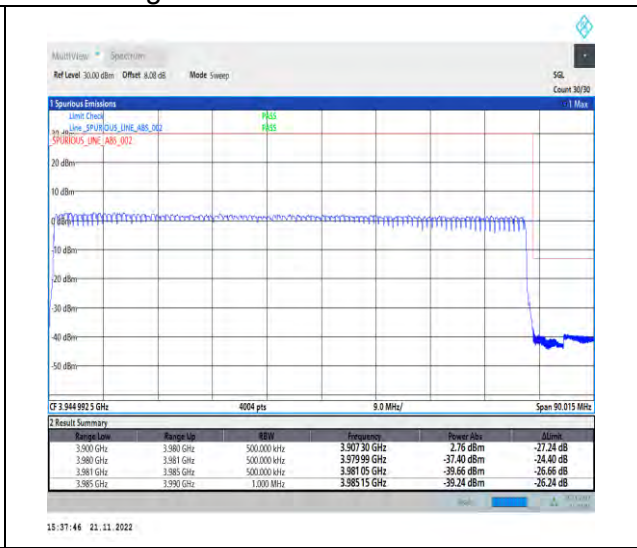 MultiView Spectrum
Ref Level 30.00 dBm Offset 8.08 dB Mode Sweep SGL
Count 30/30
1 Spurious Emissions 1 Max
Limit Check PASS
Line _SPURIOUS_LINE_ABS_002 PASS
_SPURIOUS_LINE_ABS_002
20 dBm
10 dBm
0 dBm
-10 dBm
-20 dBm
-30 dBm
-40 dBm
-50 dBm
CF 3.944 992 5 GHz 4004 pts 9.0 MHz/ Span 90.015 MHz
2 Result Summary
Range Low Range Up RBW Frequency Power Abs ΔLimit
3.900 GHz 3.980 GHz 500.000 kHz 3.907 30 GHz 2.76 dBm -27.24 dB
3.980 GHz 3.981 GHz 500.000 kHz 3.979 99 GHz -37.40 dBm -24.40 dB
3.981 GHz 3.985 GHz 500.000 kHz 3.981 05 GHz -39.66 dBm -26.66 dB
3.985 GHz 3.990 GHz 1.000 MHz 3.985 15 GHz -39.24 dBm -26.24 dB
15:37:46 21.11.2022